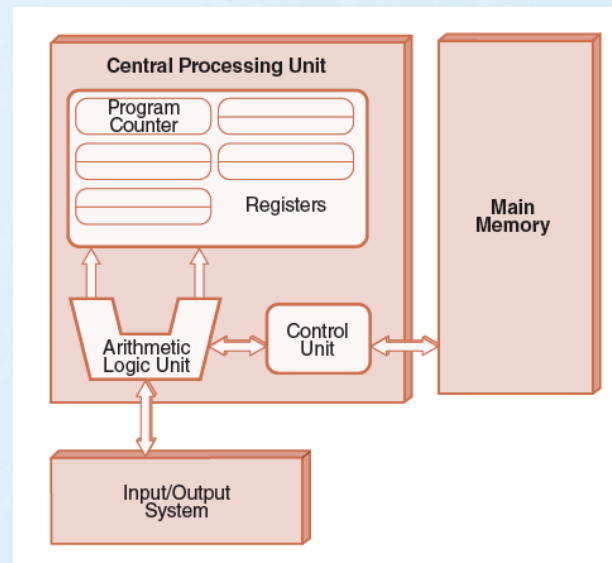 Central Processing Unit
Program
Counter
Registers
Main
Memory
Control
Unit
Arithmetic
Logic Unit
Input/Output
System